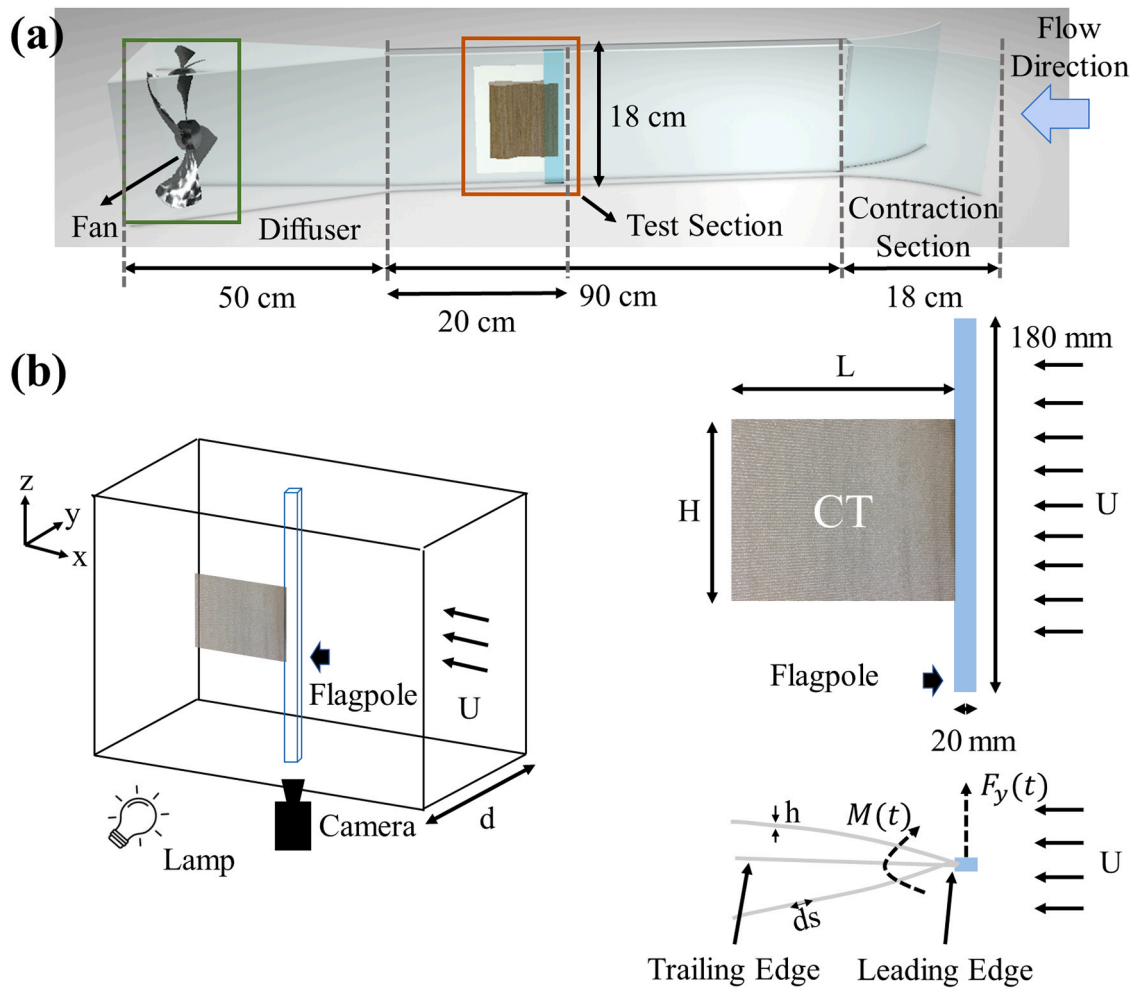 (a)
Flow
Direction
18 cm
Fan
Diffuser
Test Section
Contraction
Section
50 cm
20 cm
90 cm
18 cm
(b)
z
y
x
Flagpole
U
d
Camera
Lamp
180 mm
L
H
CT
U
Flagpole
20 mm
F_y(t)
M(t)
h
U
ds
Trailing Edge
Leading Edge